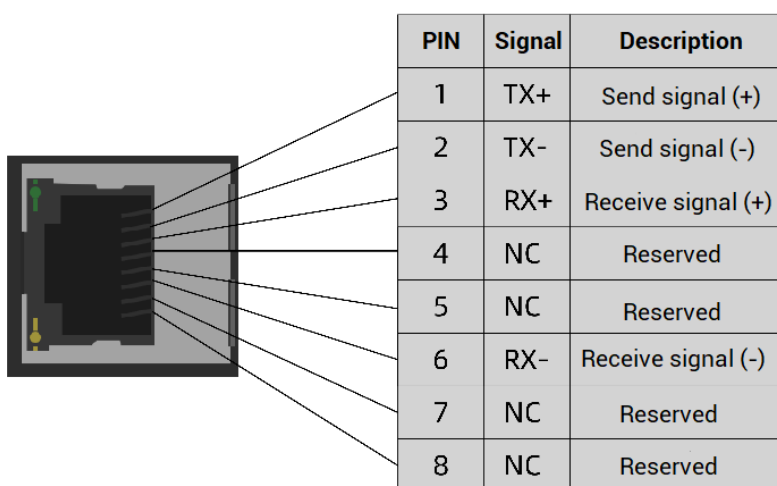 PIN Signal Description
1 TX+ Send signal (+)
2 TX- Send signal (-)
3 RX+ Receive signal (+)
4 NC Reserved
5 NC Reserved
6 RX- Receive signal (-)
7 NC Reserved
8 NC Reserved